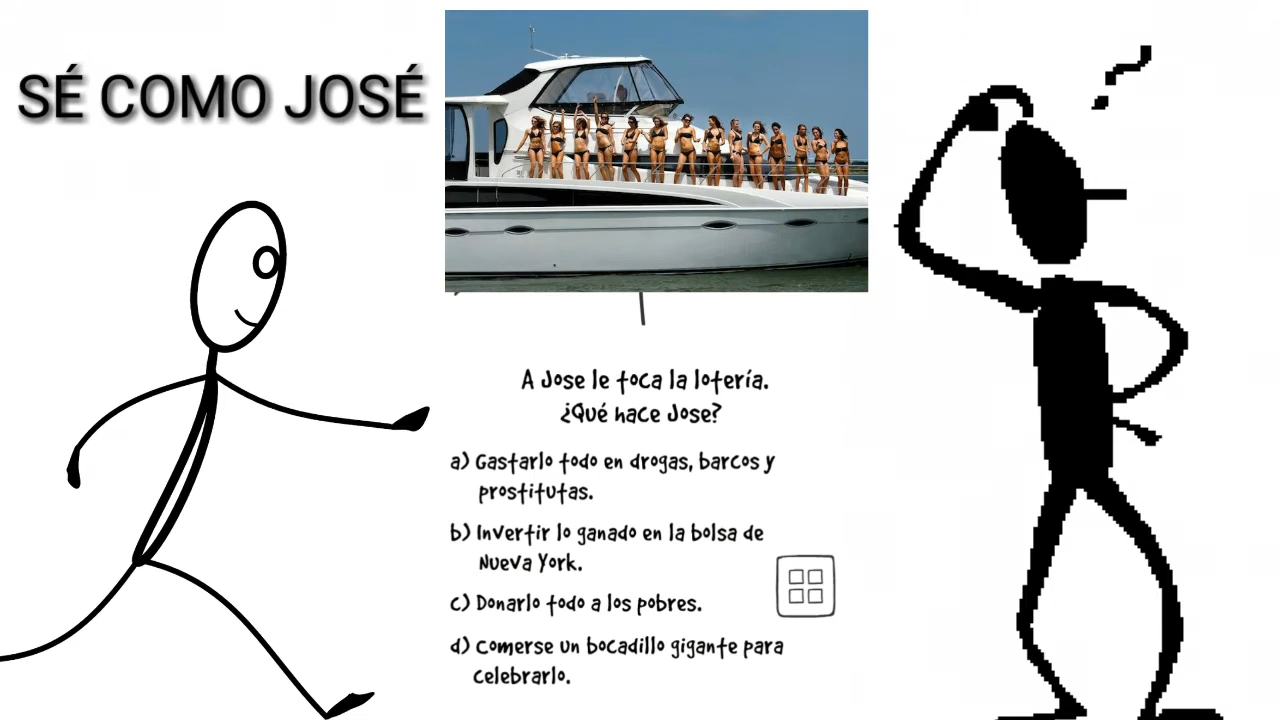 SÉ COMO JOSÉ
A Jose le toca la lotería.
¿Qué hace Jose?
a) Gastarlo todo en drogas, barcos y
prostitutas.
b) Invertir lo ganado en la bolsa de
Nueva York.
c) Donarlo todo a los pobres.
d) Comerse un bocadillo gigante para
celebrarlo.